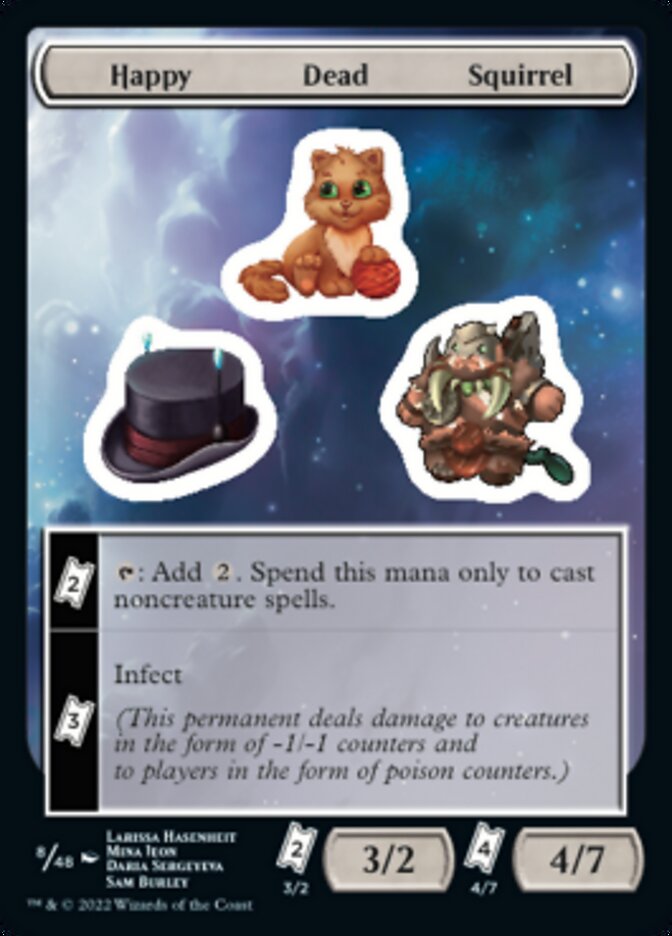 Happy Dead Squirrel
2 T: Add 2. Spend this mana only to cast
noncreature spells.
Infect
3 (This permanent deals damage to creatures
in the form of -1/-1 counters and
to players in the form of poison counters.)
8/48
Larissa Hasenheit
Mina Jeon
Daria Sergeyeva
Sam Burley
2 3/2 3/2
4 4/7 4/7
™ & © 2022 Wizards of the Coast